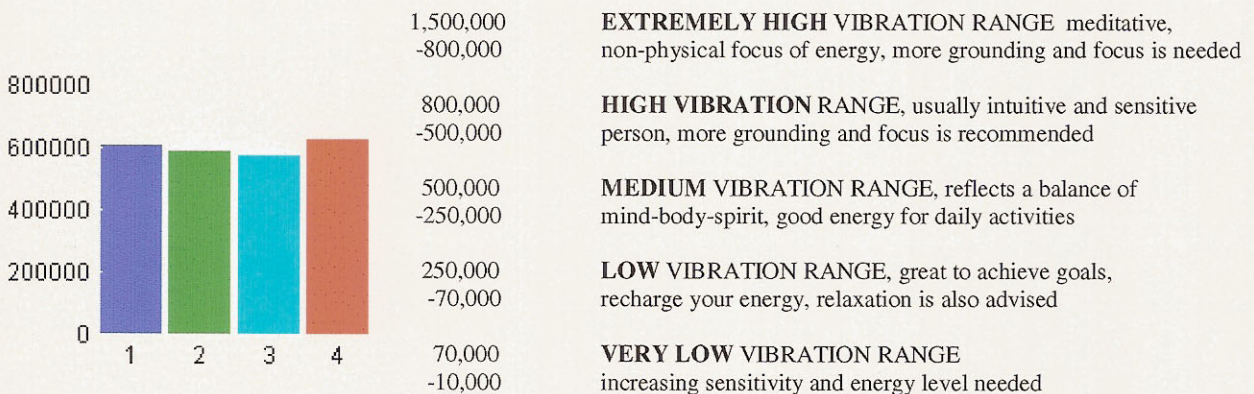 1,500,000 EXTREMELY HIGH VIBRATION RANGE meditative,
-800,000 non-physical focus of energy, more grounding and focus is needed
800000
800,000 HIGH VIBRATION RANGE, usually intuitive and sensitive
-500,000 person, more grounding and focus is recommended
600000
500,000 MEDIUM VIBRATION RANGE, reflects a balance of
400000
-250,000 mind-body-spirit, good energy for daily activities
200000
250,000 LOW VIBRATION RANGE, great to achieve goals,
-70,000 recharge your energy, relaxation is also advised
0
1 2 3 4
70,000 VERY LOW VIBRATION RANGE
-10,000 increasing sensitivity and energy level needed